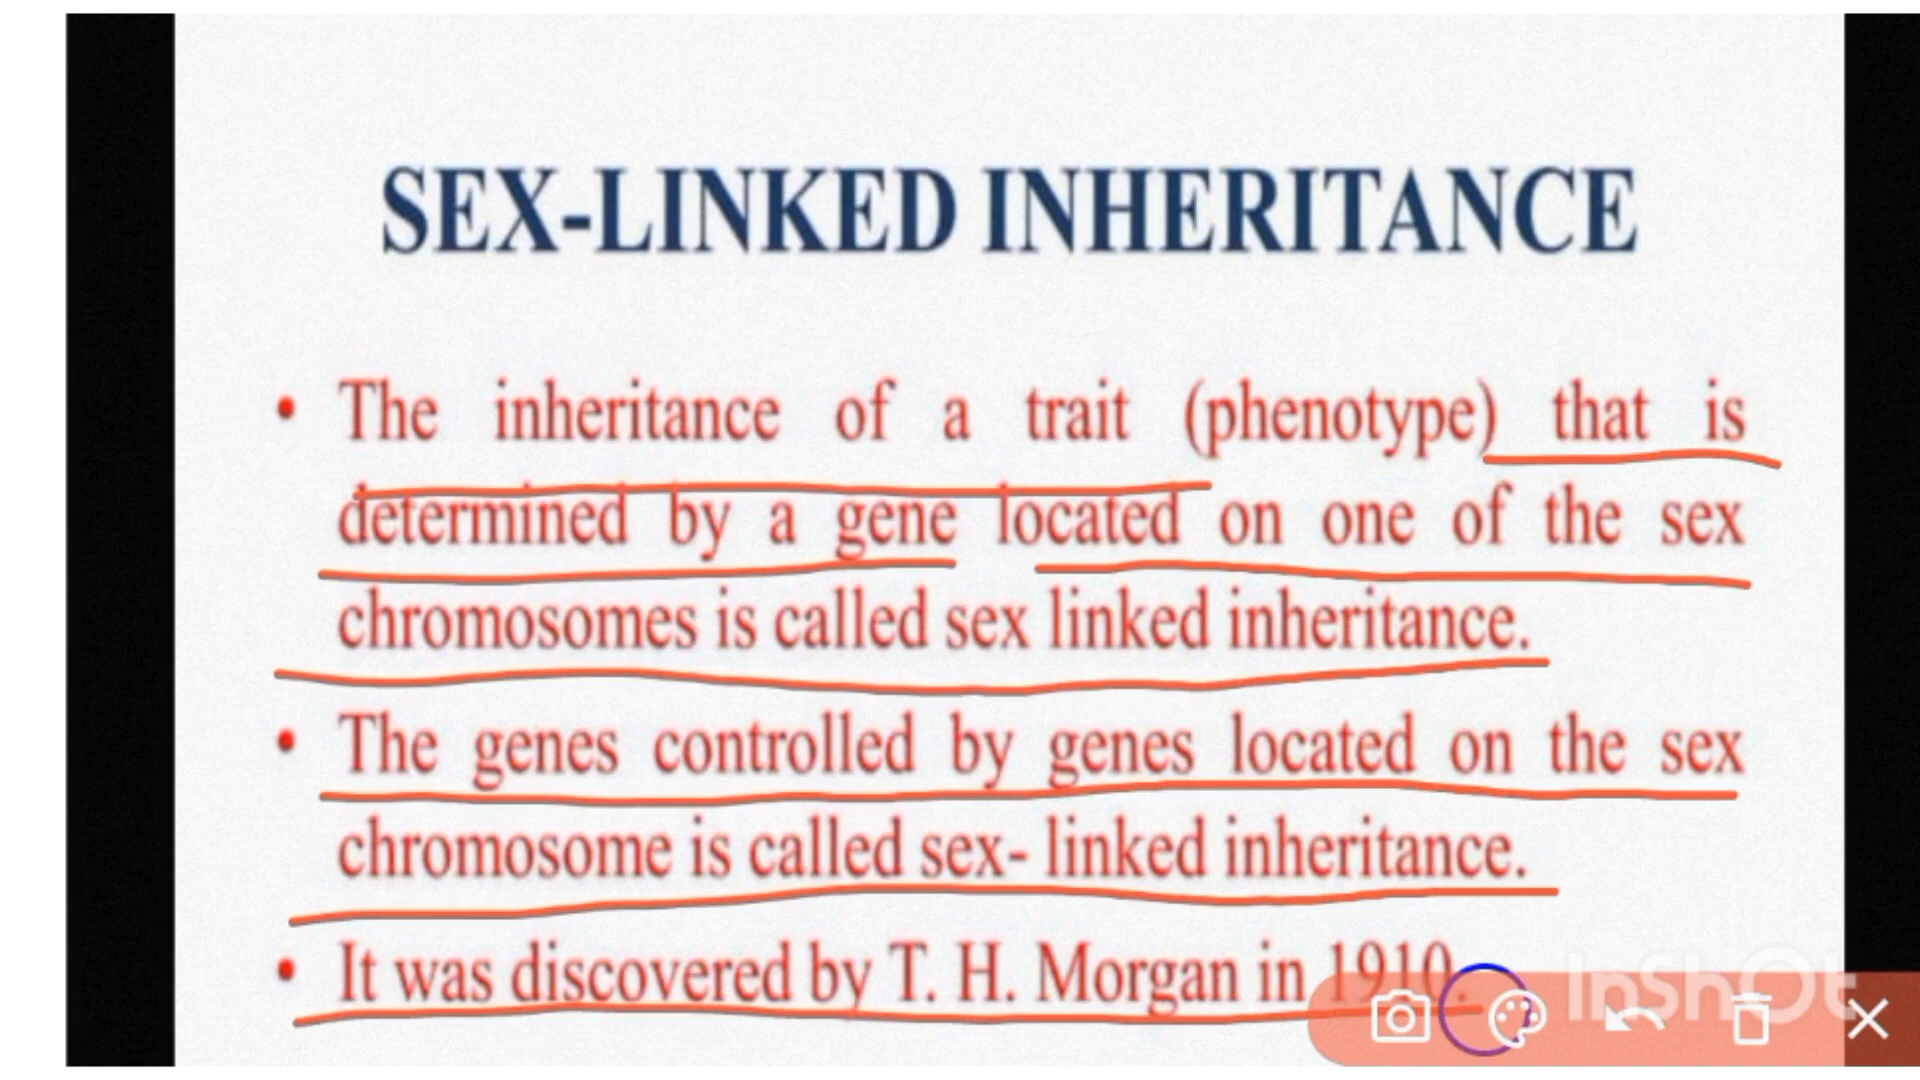 SEX-LINKED INHERITANCE
• The inheritance of a trait (phenotype) that is
determined by a gene located on one of the sex
chromosomes is called sex linked inheritance.
• The genes controlled by genes located on the sex
chromosome is called sex- linked inheritance.
• It was discovered by T. H. Morgan in 1910.
InShOt